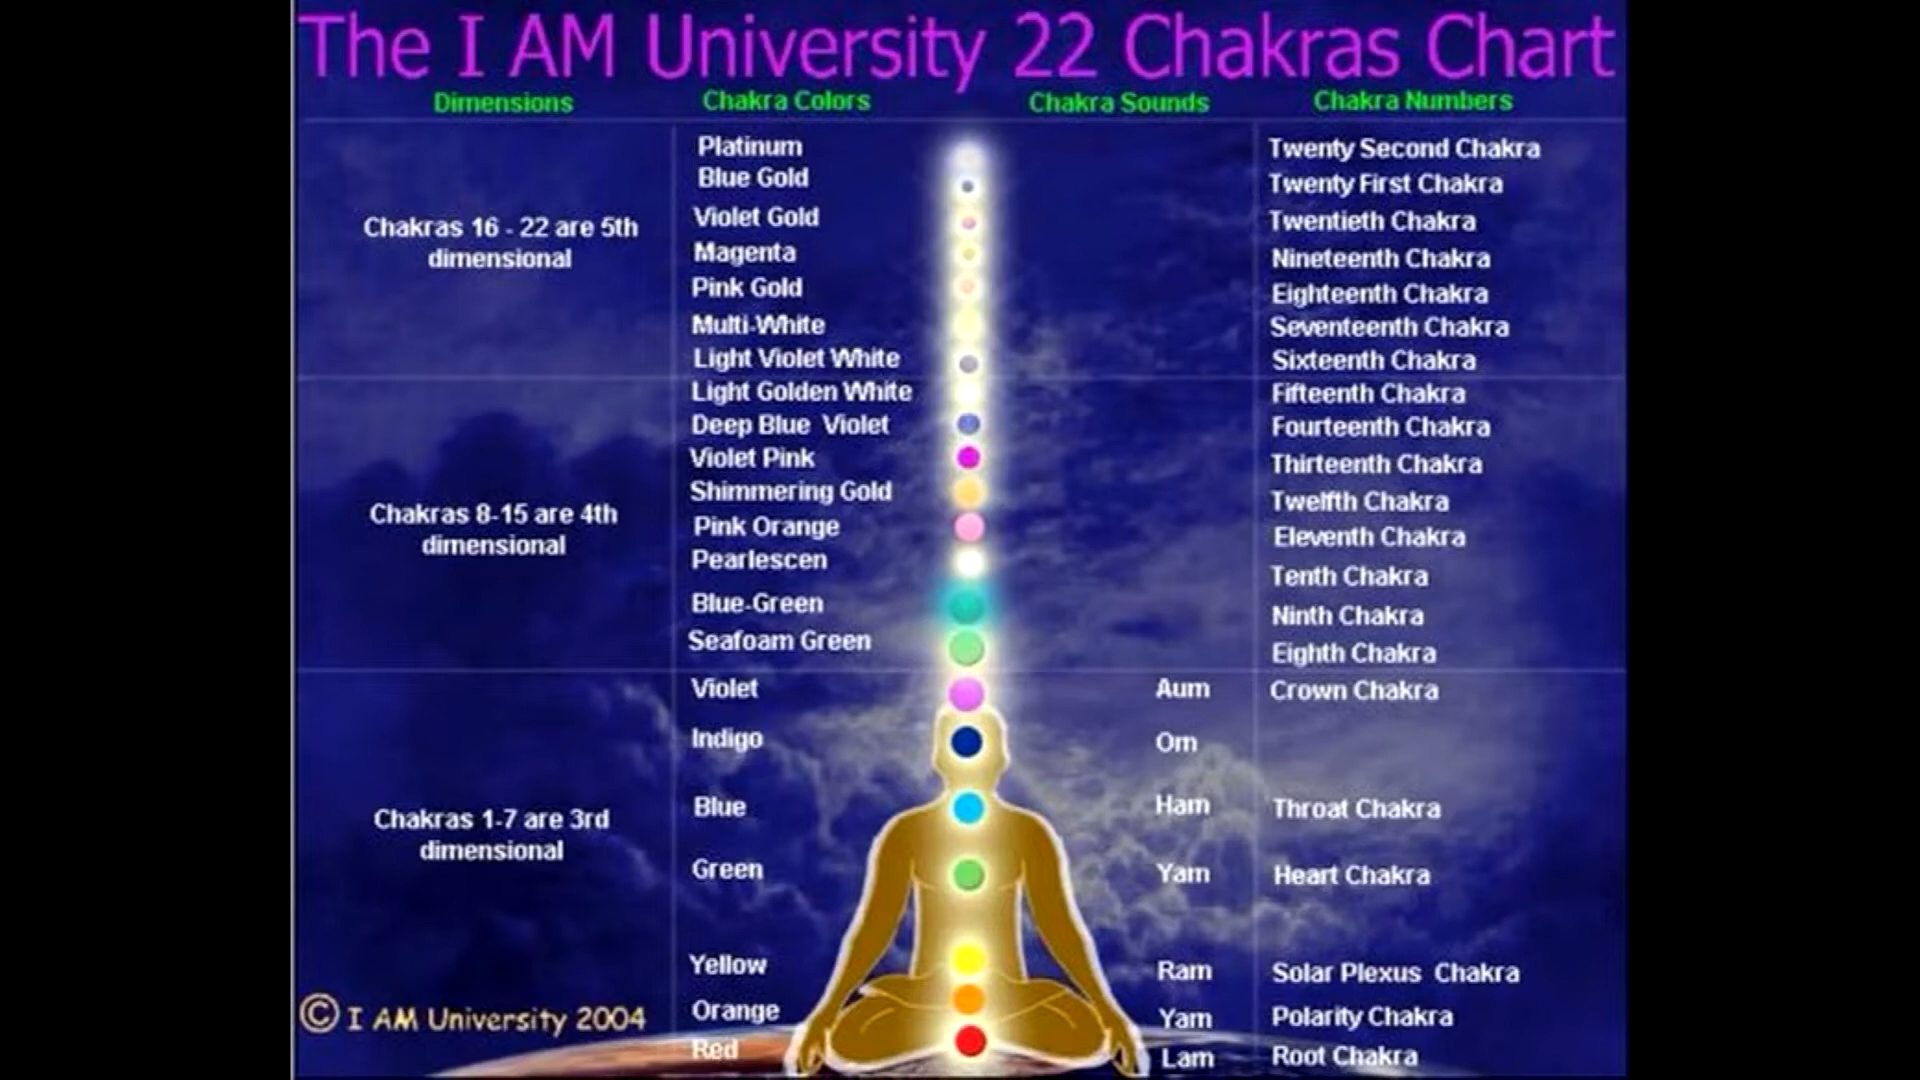 The I AM University 22 Chakras Chart
Dimensions Chakra Colors Chakra Sounds Chakra Numbers
Platinum Twenty Second Chakra
Blue Gold Twenty First Chakra
Chakras 16 - 22 are 5th
dimensional
Violet Gold Twentieth Chakra
Magenta Nineteenth Chakra
Pink Gold Eighteenth Chakra
Multi-White Seventeenth Chakra
Light Violet White Sixteenth Chakra
Light Golden White Fifteenth Chakra
Deep Blue Violet Fourteenth Chakra
Violet Pink Thirteenth Chakra
Shimmering Gold Twelfth Chakra
Chakras 8-15 are 4th
dimensional
Pink Orange Eleventh Chakra
Pearlescen Tenth Chakra
Blue-Green Ninth Chakra
Seafoam Green Eighth Chakra
Violet Aum Crown Chakra
Indigo Om
Chakras 1-7 are 3rd
dimensional
Blue Ham Throat Chakra
Green Yam Heart Chakra
Yellow Ram Solar Plexus Chakra
Orange Yam Polarity Chakra
Red Lam Root Chakra
© I AM University 2004